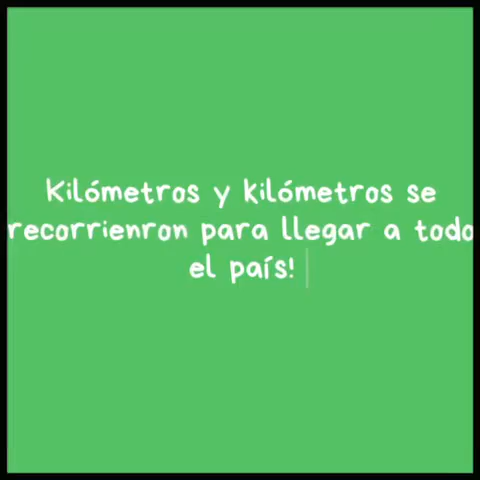 Kilómetros y kilómetros se
recorrienron para llegar a todo
el país!